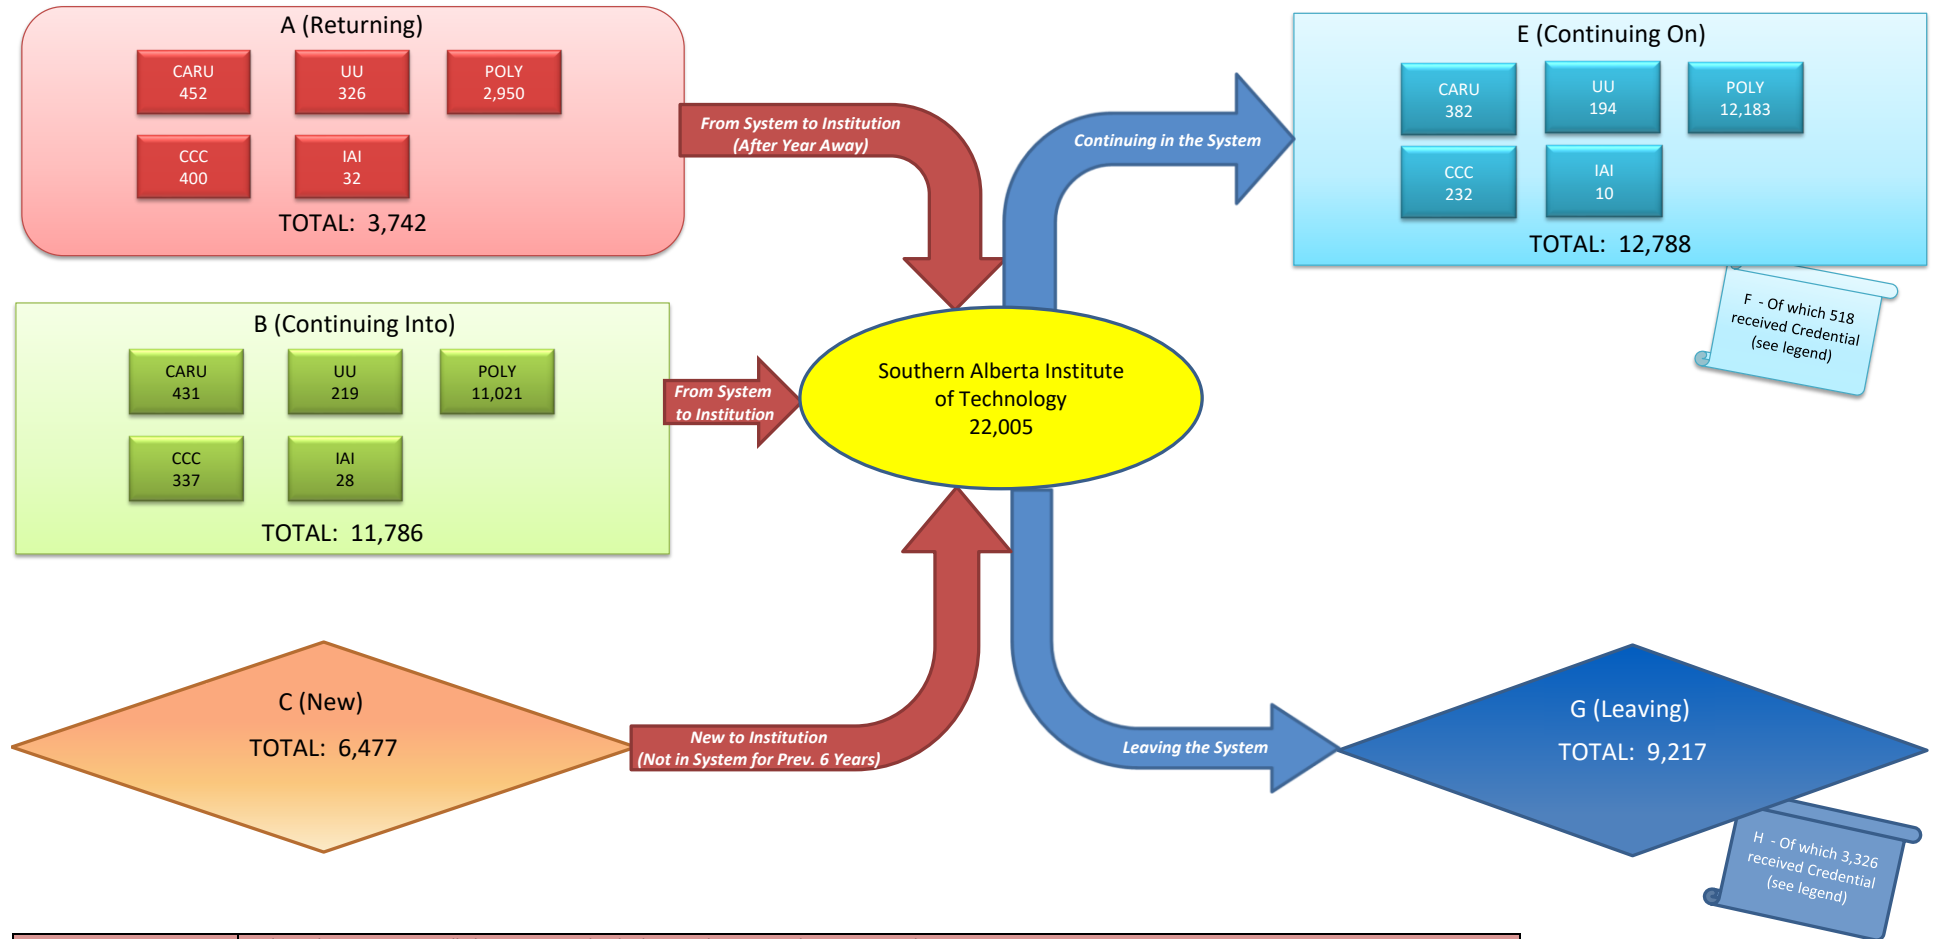 A (Returning)
CARU
452
UU
326
POLY
2,950
CCC
400
IAI
32
TOTAL: 3,742
From System to Institution
(After Year Away)
B (Continuing Into)
CARU
431
UU
219
POLY
11,021
CCC
337
IAI
28
TOTAL: 11,786
From System
to Institution
C (New)
TOTAL: 6,477
New to Institution
(Not in System for Prev. 6 Years)
Southern Alberta Institute
of Technology
22,005
Continuing in the System
E (Continuing On)
CARU
382
UU
194
POLY
12,183
CCC
232
IAI
10
TOTAL: 12,788
F - Of which 518
received Credential
(see legend)
Leaving the System
G (Leaving)
TOTAL: 9,217
H - Of which 3,326
received Credential
(see legend)